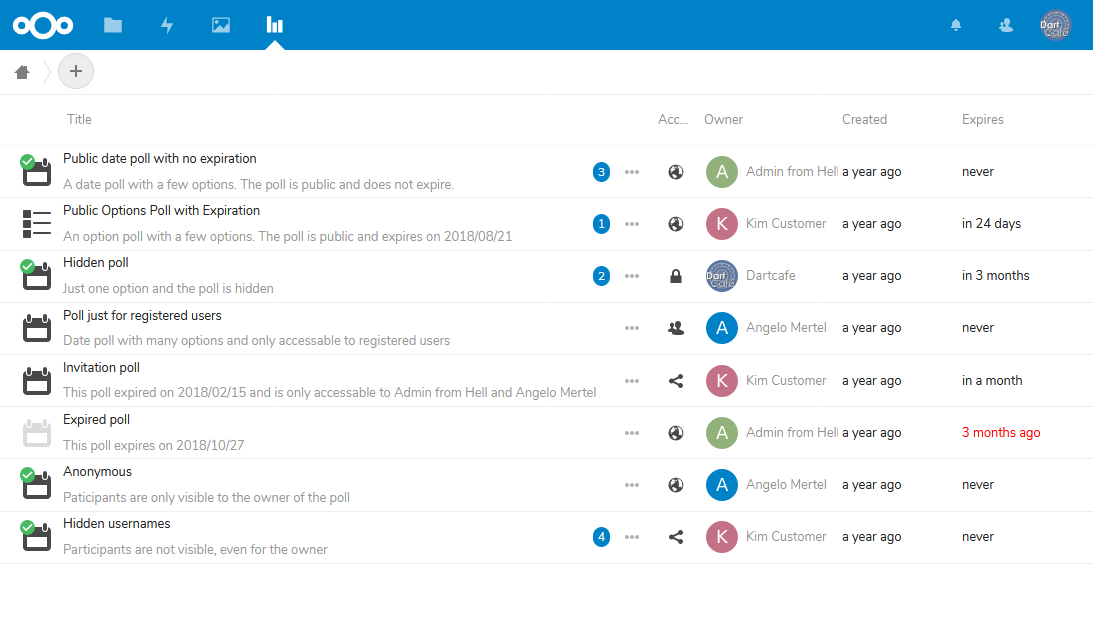 Dart Cafe
Title Acc... Owner Created Expires
Public date poll with no expiration
A date poll with a few options. The poll is public and does not expire.
3 A Admin from Hell a year ago never
Public Options Poll with Expiration
An option poll with a few options. The poll is public and expires on 2018/08/21
1 K Kim Customer a year ago in 24 days
Hidden poll
Just one option and the poll is hidden
2 Dart Cafe Dartcafe a year ago in 3 months
Poll just for registered users
Date poll with many options and only accessable to registered users
A Angelo Mertel a year ago never
Invitation poll
This poll expired on 2018/02/15 and is only accessable to Admin from Hell and Angelo Mertel
K Kim Customer a year ago in a month
Expired poll
This poll expires on 2018/10/27
A Admin from Hell a year ago 3 months ago
Anonymous
Paticipants are only visible to the owner of the poll
A Angelo Mertel a year ago never
Hidden usernames
Participants are not visible, even for the owner
4 K Kim Customer a year ago never